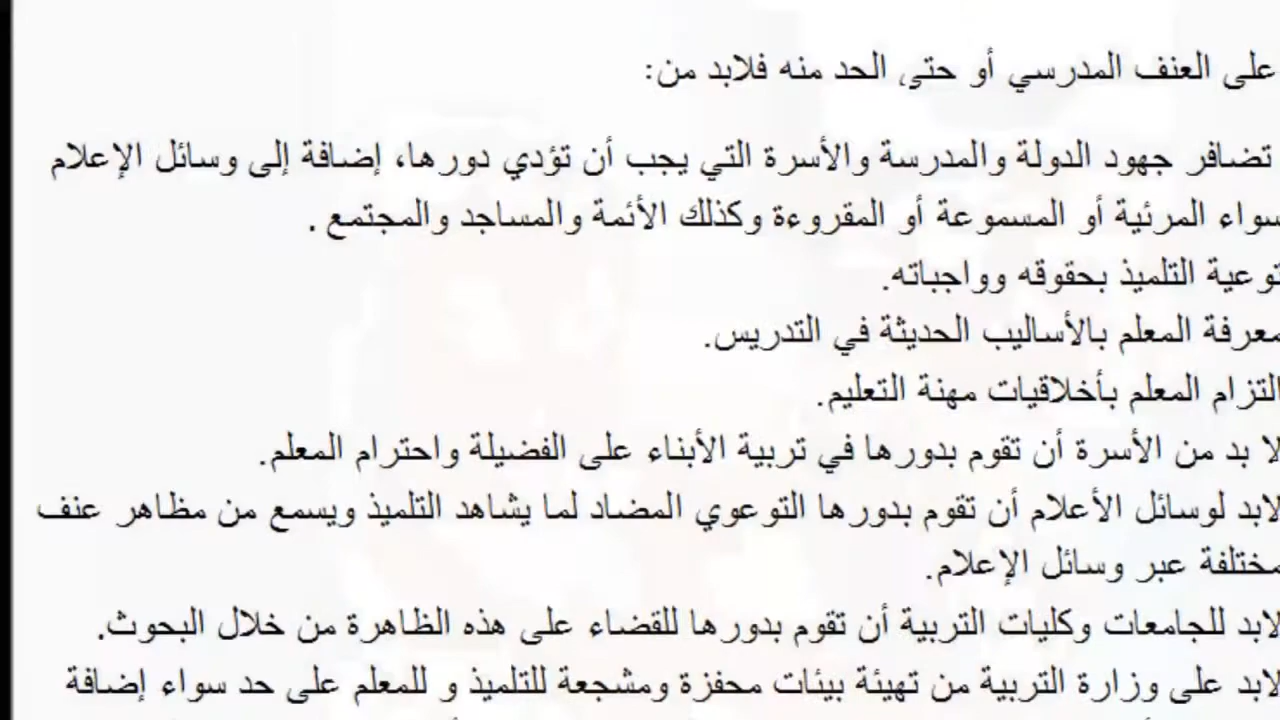 على العنف المدرسي أو حتى الحد منه فلابد من:
تضافر جهود الدولة والمدرسة والأسرة التي يجب أن تؤدي دورها، إضافة إلى وسائل الإعلام
سواء المرئية أو المسموعة أو المقروءة وكذلك الأئمة والمساجد والمجتمع .
توعية التلميذ بحقوقه وواجباته.
معرفة المعلم بالأساليب الحديثة في التدريس.
التزام المعلم بأخلاقيات مهنة التعليم.
لا بد من الأسرة أن تقوم بدورها في تربية الأبناء على الفضيلة واحترام المعلم.
لابد لوسائل الأعلام أن تقوم بدورها التوعوي المضاد لما يشاهد التلميذ ويسمع من مظاهر عنف
مختلفة عبر وسائل الإعلام.
لابد للجامعات وكليات التربية أن تقوم بدورها للقضاء على هذه الظاهرة من خلال البحوث.
لابد على وزارة التربية من تهيئة بيئات محفزة ومشجعة للتلميذ و للمعلم على حد سواء إضافة